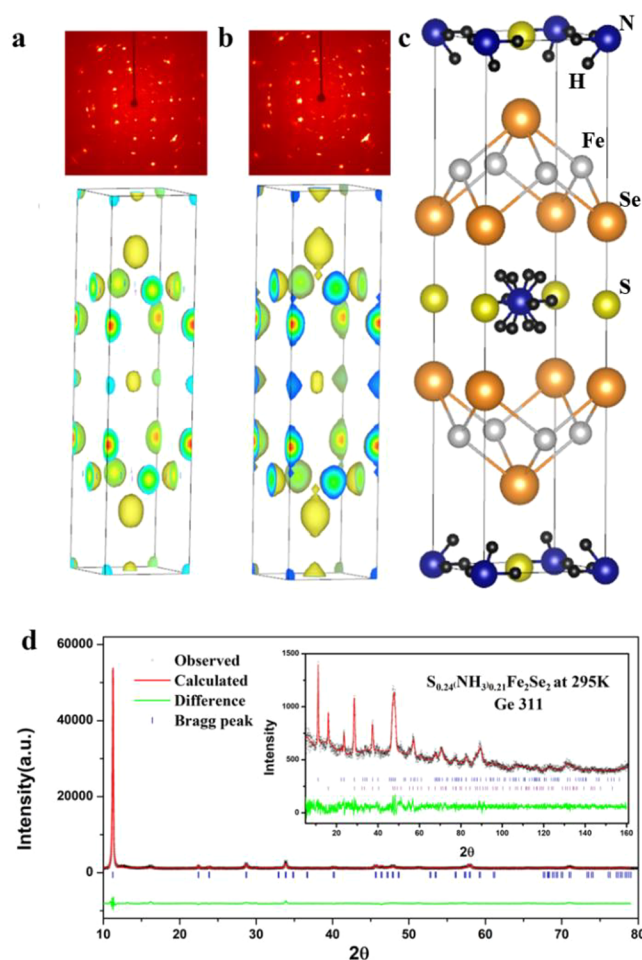 a b c
N
H
Fe
Se
S
d
60000
40000
20000
0
Intensity(a.u.)
10 20 30 40 50 60 70 80
2θ
Observed
Calculated
Difference
Bragg peak
1500
1000
500
0
Intensity
20 40 60 80 100 120 140 160
2θ
S0.24(NH3)0.21Fe2Se2 at 295K
Ge 311